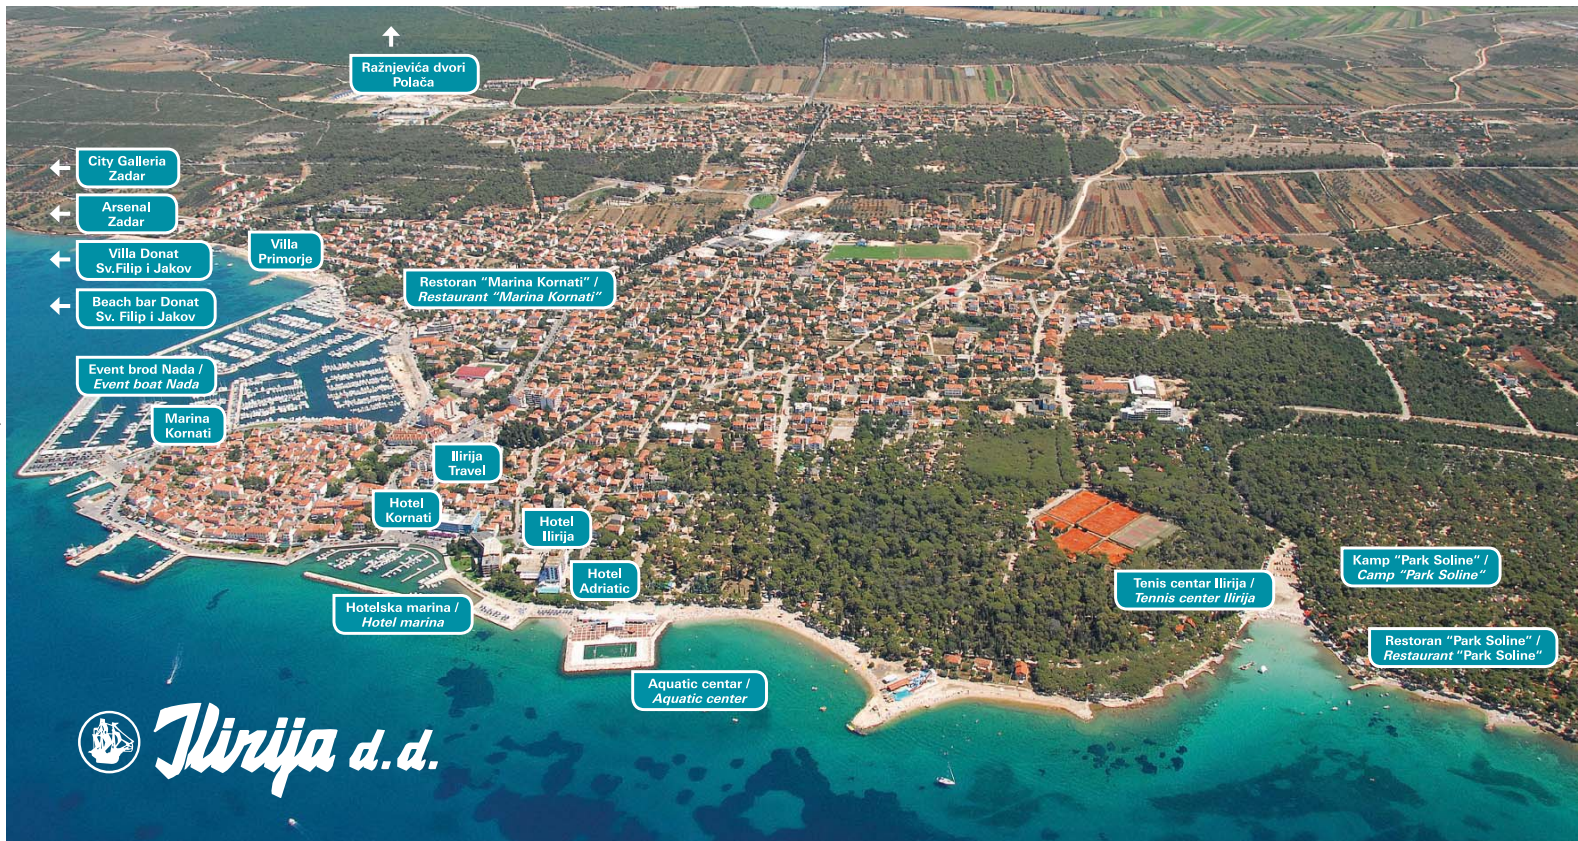 Ražnjevića dvori
Polača
City Galleria
Zadar
Arsenal
Zadar
Villa Donat
Sv.Filip i Jakov
Villa
Primorje
Beach bar Donat
Sv. Filip i Jakov
Restoran “Marina Kornati” /
Restaurant “Marina Kornati”
Event brod Nada /
Event boat Nada
Marina
Kornati
Ilirija
Travel
Hotel
Kornati
Hotel
Ilirija
Hotel
Adriatic
Hotelska marina /
Hotel marina
Tenis centar Ilirija /
Tennis center Ilirija
Kamp “Park Soline” /
Camp “Park Soline”
Restoran “Park Soline” /
Restaurant “Park Soline”
Aquatic centar /
Aquatic center
Ilirija d.d.